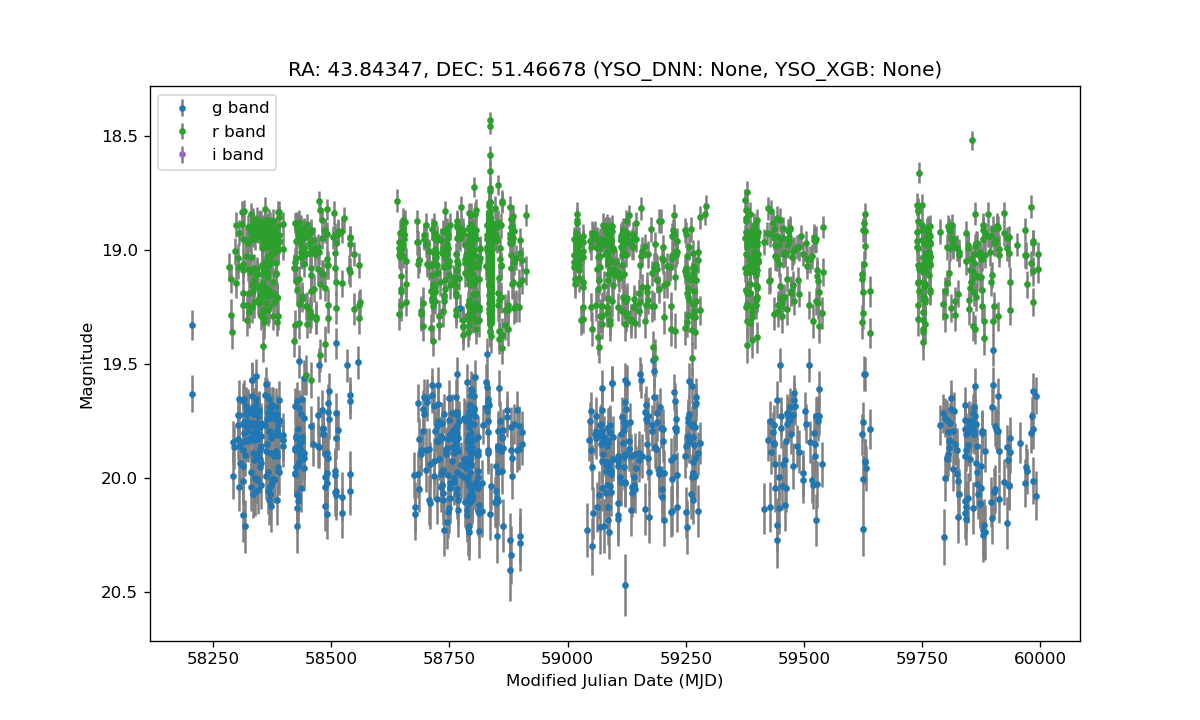 RA: 43.84347, DEC: 51.46678 (YSO_DNN: None, YSO_XGB: None)
g band
r band
i band
18.5
19.0
19.5
20.0
20.5
Magnitude
58250 58500 58750 59000 59250 59500 59750 60000
Modified Julian Date (MJD)